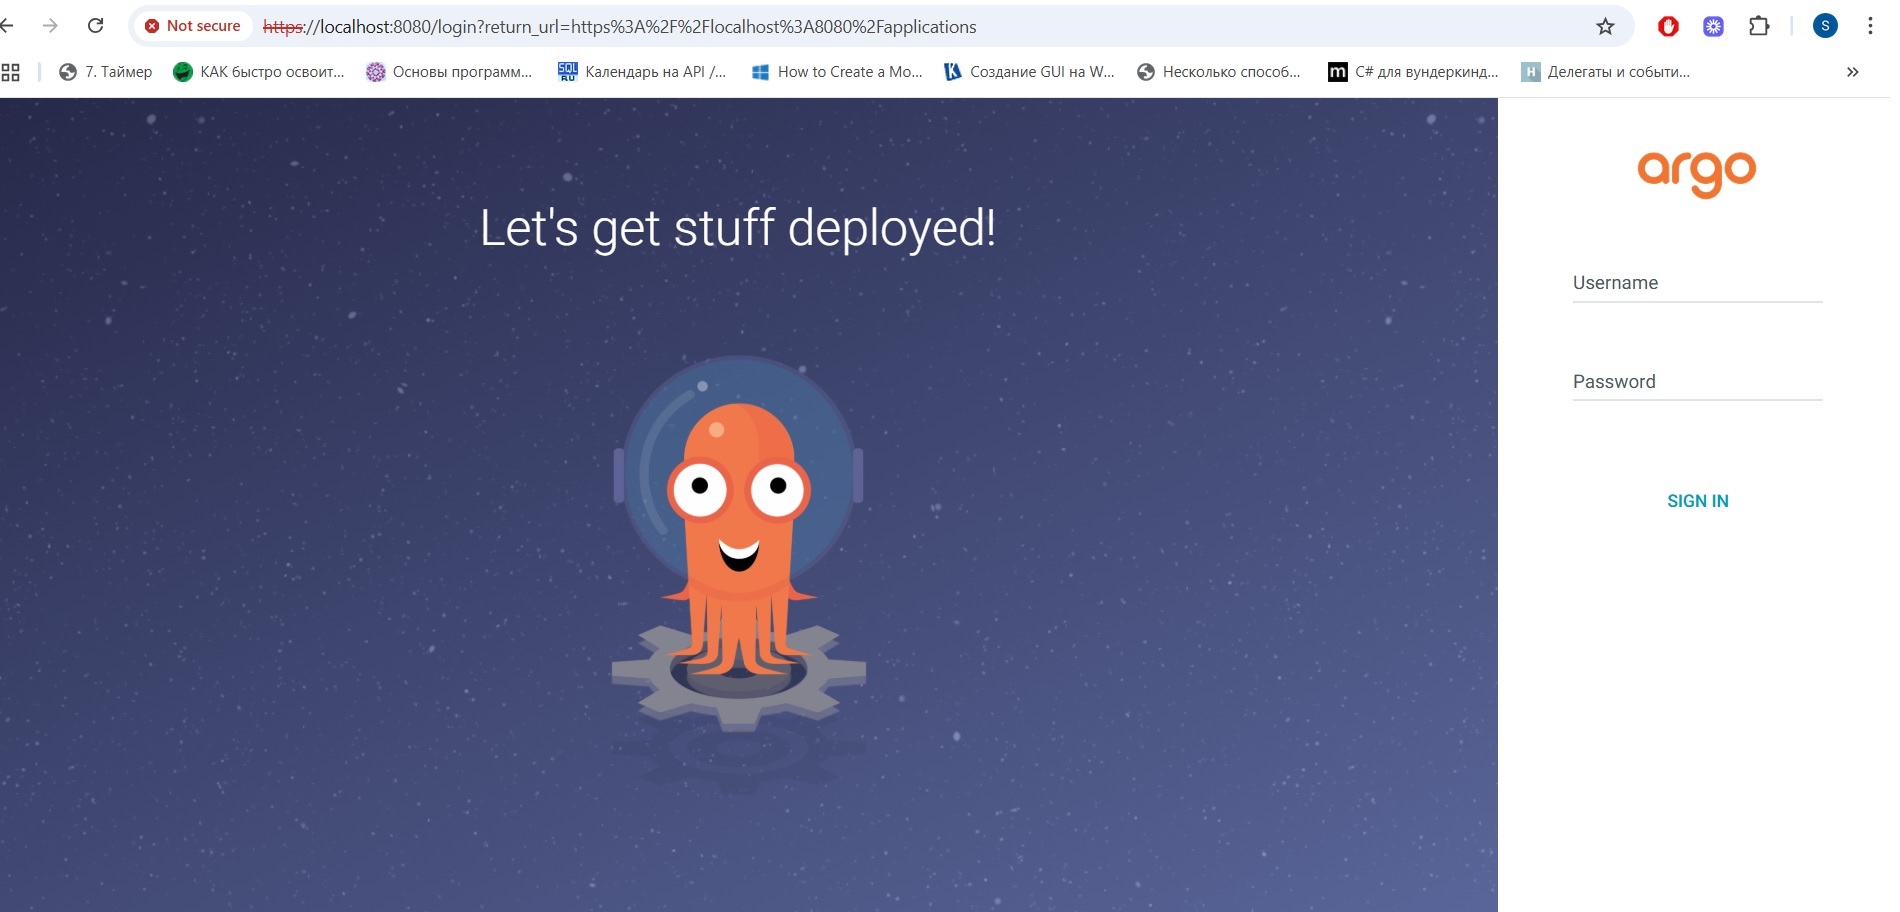 Not secure https://localhost:8080/login?return_url=https%3A%2F%2Flocalhost%3A8080%2Fapplications S
7. Таймер КАК быстро освоит... Основы программ... SQL RU Календарь на API /... How to Create a Mo... Создание GUI на W... Несколько способ... m C# для вундеркинд... H Делегаты и событи... »
argo
Let's get stuff deployed!
Username
Password
SIGN IN